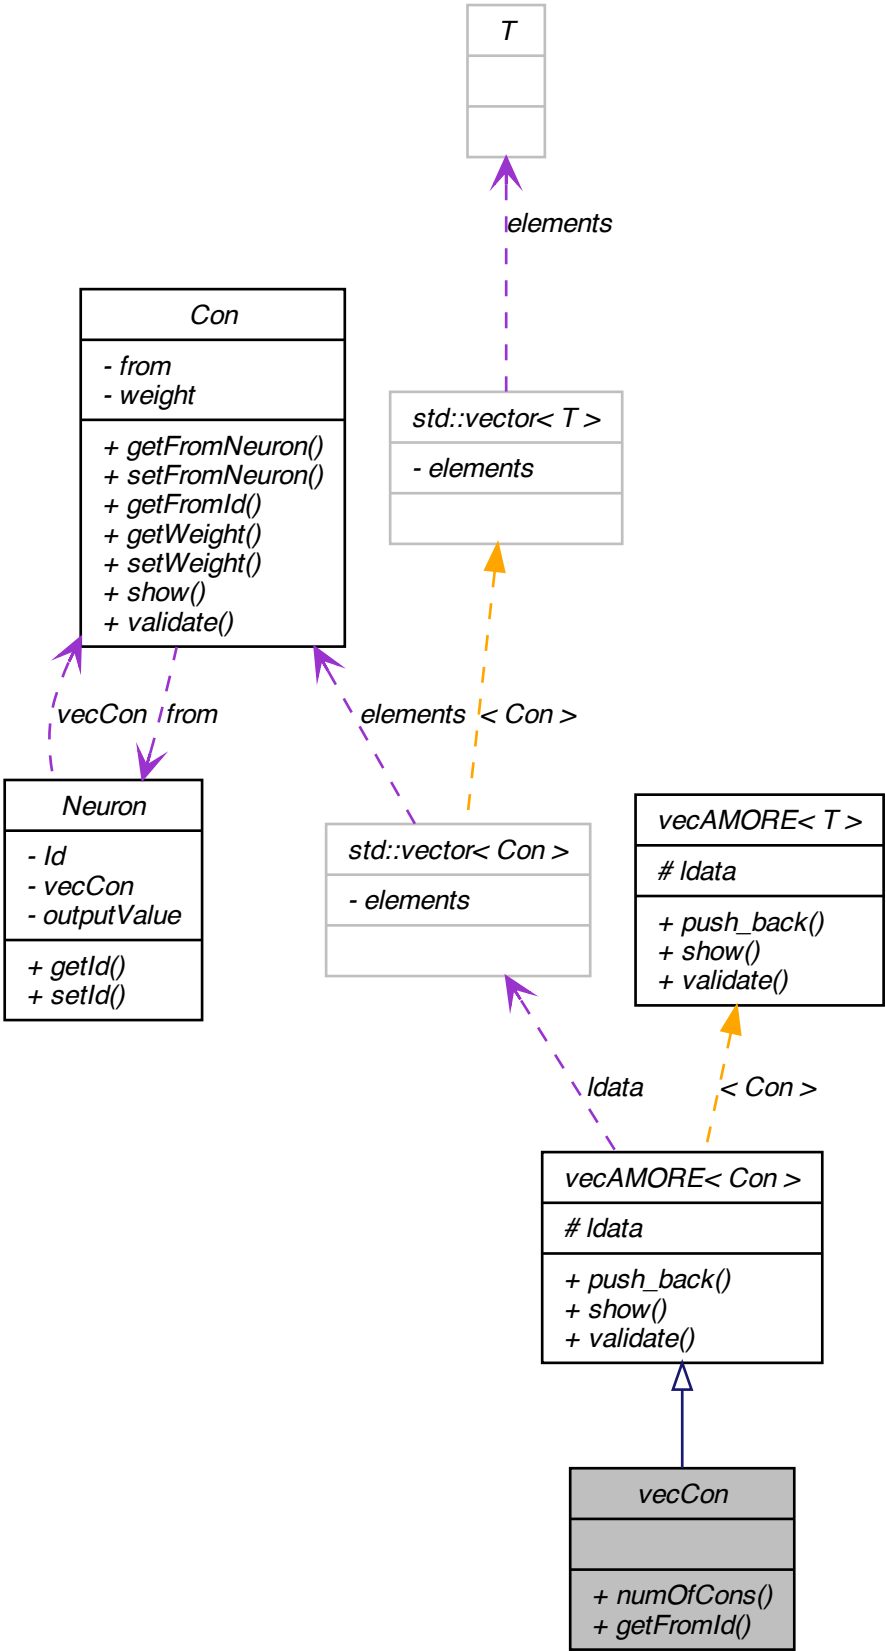 T
elements
Con
- from
- weight
+ getFromNeuron()
+ setFromNeuron()
+ getFromId()
+ getWeight()
+ setWeight()
+ show()
+ validate()
std::vector< T >
- elements
vecCon
from
elements
< Con >
Neuron
- Id
- vecCon
- outputValue
+ getId()
+ setId()
std::vector< Con >
- elements
vecAMORE< T >
# ldata
+ push_back()
+ show()
+ validate()
ldata
< Con >
vecAMORE< Con >
# ldata
+ push_back()
+ show()
+ validate()
vecCon
+ numOfCons()
+ getFromId()